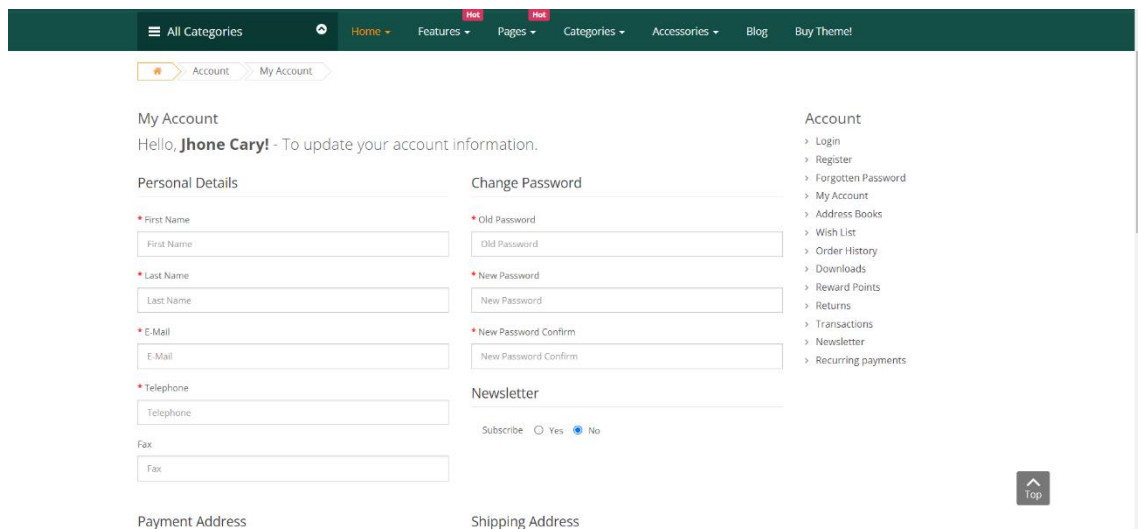 Hot Hot
All Categories Home Features Pages Categories Accessories Blog Buy Theme!
Account My Account
My Account
Hello, Jhone Cary! - To update your account information.
Personal Details
* First Name
First Name
* Last Name
Last Name
* E-Mail
E-Mail
* Telephone
Telephone
Fax
Fax
Change Password
* Old Password
Old Password
* New Password
New Password
* New Password Confirm
New Password Confirm
Newsletter
Subscribe Yes No
Account
Login
Register
Forgotten Password
My Account
Address Books
Wish List
Order History
Downloads
Reward Points
Returns
Transactions
Newsletter
Recurring payments
Top
Payment Address
Shipping Address